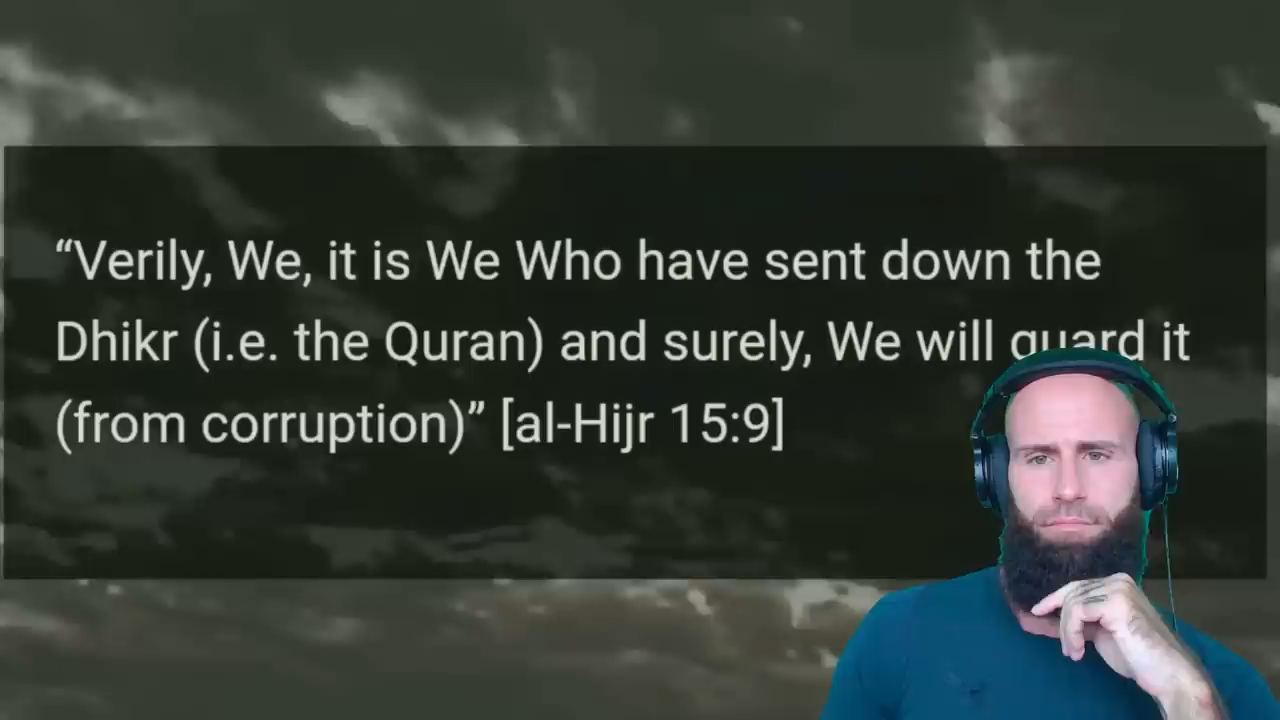 “Verily, We, it is We Who have sent down the
Dhikr (i.e. the Quran) and surely, We will guard it
(from corruption)” [al-Hijr 15:9]